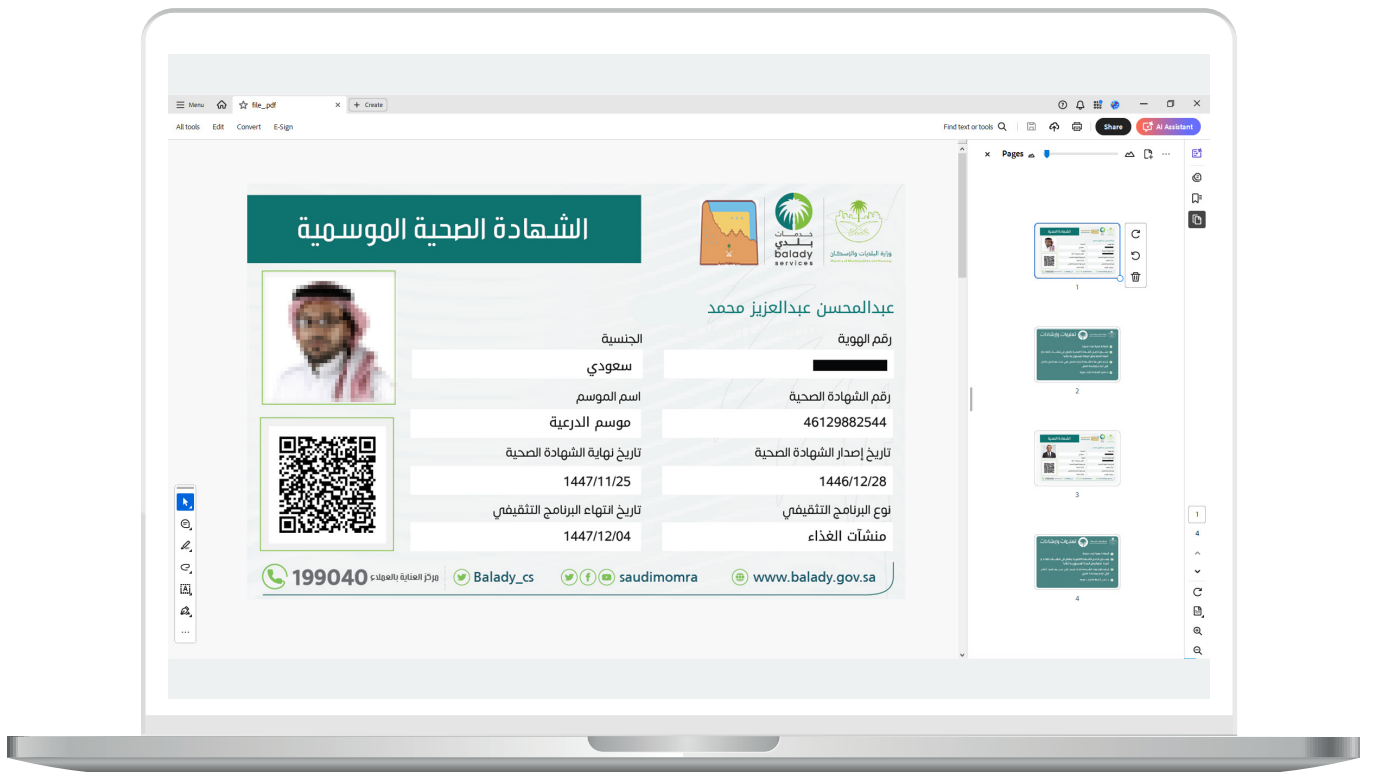 Menu
file_.pdf
Create
All tools
Edit
Convert
E-Sign
Find text or tools
Share
AI Assistant
Pages
الشهادة الصحية الموسمية
خدمات
بلدي
balady
services
وزارة البلديات والإسكان
عبدالمحسن عبدالعزيز محمد
رقم الهوية
الجنسية
سعودي
رقم الشهادة الصحية
اسم الموسم
46129882544
موسم الدرعية
تاريخ إصدار الشهادة الصحية
تاريخ نهاية الشهادة الصحية
1446/12/28
1447/11/25
نوع البرنامج التثقيفي
تاريخ انتهاء البرنامج التثقيفي
منشآت الغذاء
1447/12/04
199040 مركز العناية بالعملاء
Balady_cs
saudimomra
www.balady.gov.sa
1
2
3
4
1
4